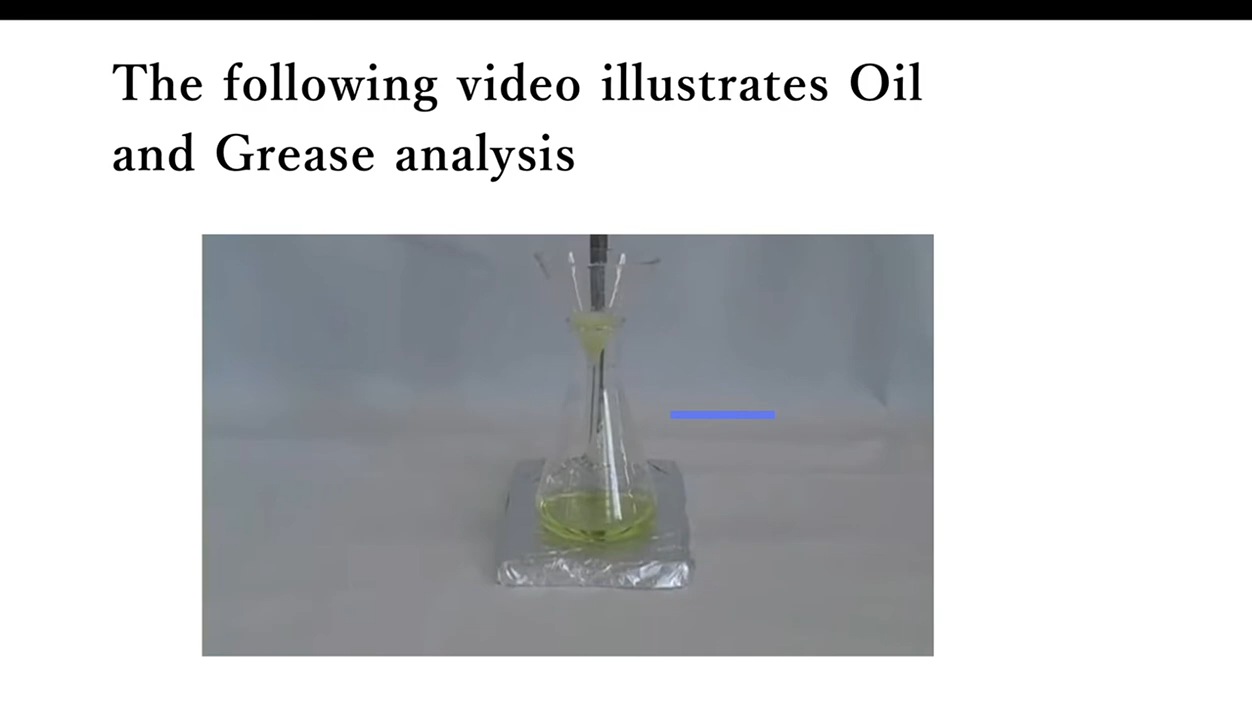 The following video illustrates Oil
and Grease analysis